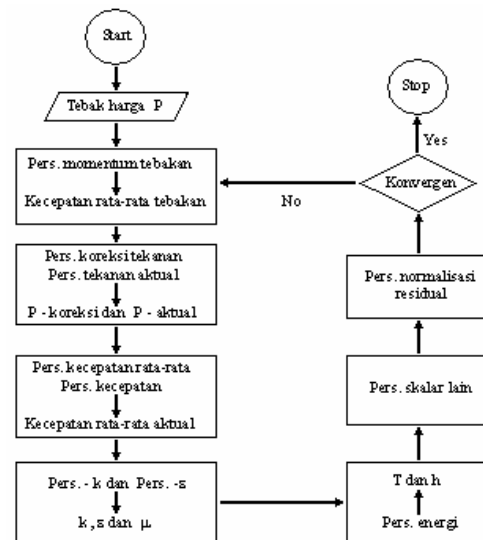 Start
Tebak harga P
Pers. momentum tebakan
Kecepatan rata-rata tebakan
Pers. koreksi tekanan
Pers. tekanan aktual
P - koreksi dan P - aktual
Pers. kecepatan rata-rata
Pers. kecepatan
Kecepatan rata-rata aktual
Pers. - k dan Pers. -ε
k, ε dan μ
Pers. energi
T dan h
Pers. skalar lain
Pers. normalisasi
residual
Konvergen
No
Yes
Stop